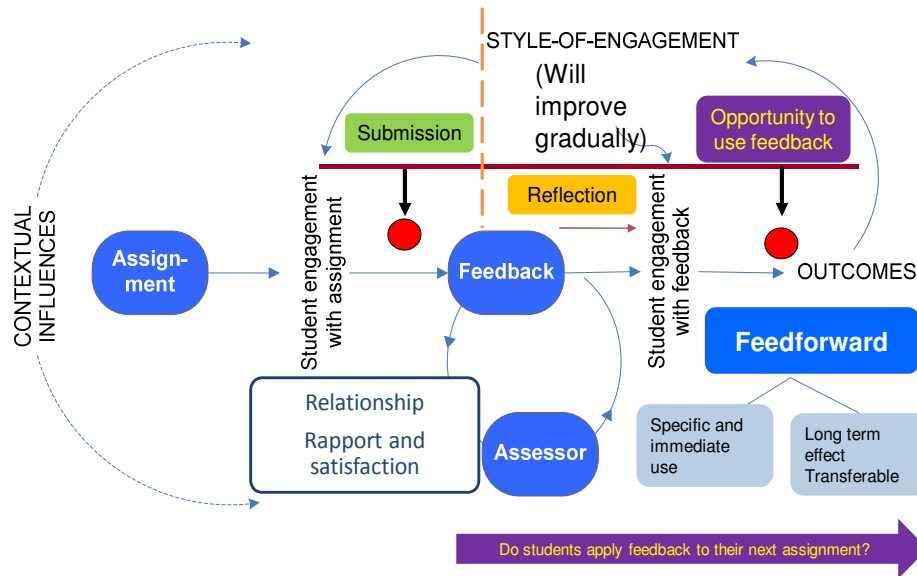 STYLE-OF-ENGAGEMENT
(Will
improve
gradually)
Submission
Opportunity to
use feedback
Reflection
CONTEXTUAL
INFLUENCES
Assign-
ment
Student engagement
with assignment
Feedback
Student engagement
with feedback
OUTCOMES
Feedforward
Relationship
Rapport and
satisfaction
Assessor
Specific and
immediate
use
Long term
effect
Transferable
Do students apply feedback to their next assignment?